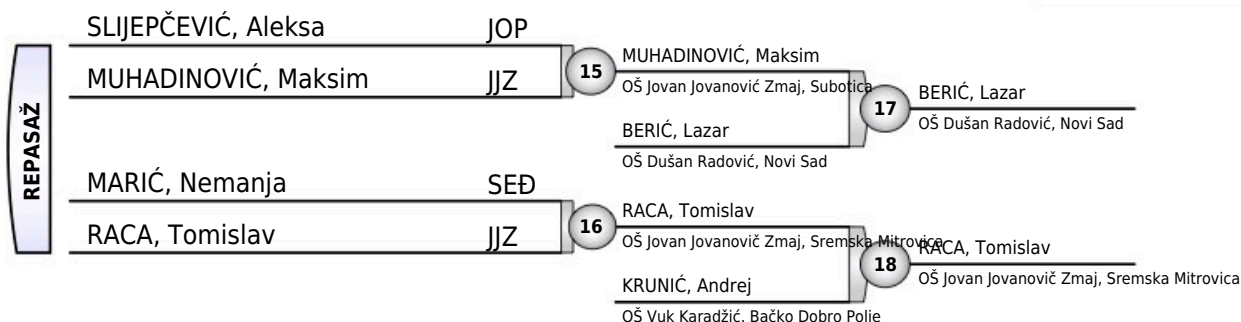 REPASAŽ
SLIJEPČEVIĆ, Aleksa JOP
MUHADINOVIĆ, Maksim JJZ
MARIĆ, Nemanja SEĐ
RACA, Tomislav JJZ
15
MUHADINOVIĆ, Maksim
OŠ Jovan Jovanović Zmaj, Subotica
BERIĆ, Lazar
OŠ Dušan Radović, Novi Sad
16
RACA, Tomislav
OŠ Jovan Jovanovič Zmaj, Sremska Mitrovica
KRUNIĆ, Andrej
OŠ Vuk Karadžić, Bačko Dobro Polje
17
BERIĆ, Lazar
OŠ Dušan Radović, Novi Sad
18
RACA, Tomislav
OŠ Jovan Jovanovič Zmaj, Sremska Mitrovica